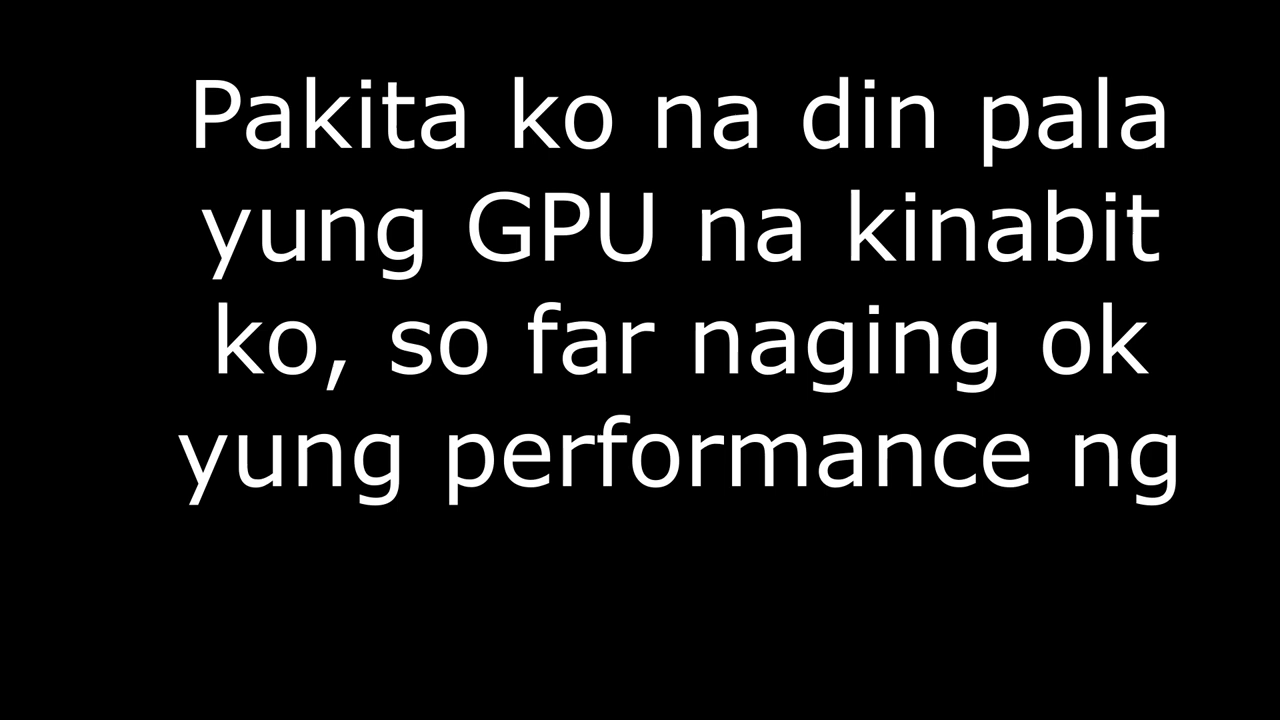 Pakita ko na din pala
yung GPU na kinabit
ko, so far naging ok
yung performance ng